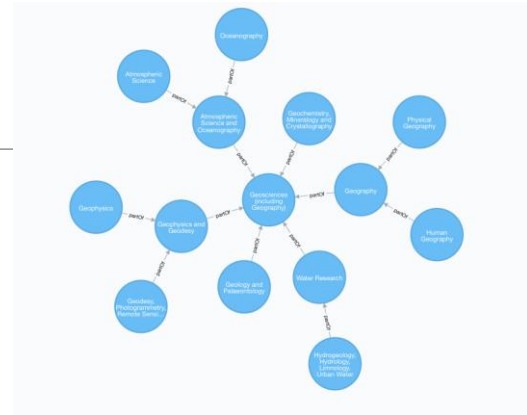 Oceanography
partOf
Atmospheric
Science
partOf
Atmospheric
Science and
Oceanography
partOf
Geochemistry,
Mineralogy and
Crystallography
partOf
Physical
Geography
partOf
Geosciences
(including
Geography)
partOf
Geography
partOf
Human
Geography
Geophysics
partOf
Geophysics and
Geodesy
partOf
partOf
Geodesy,
Photogrammetry,
Remote Sensi...
partOf
Geology and
Palaeontology
partOf
Water Research
partOf
Hydrogeology,
Hydrology,
Limnology,
Urban Water